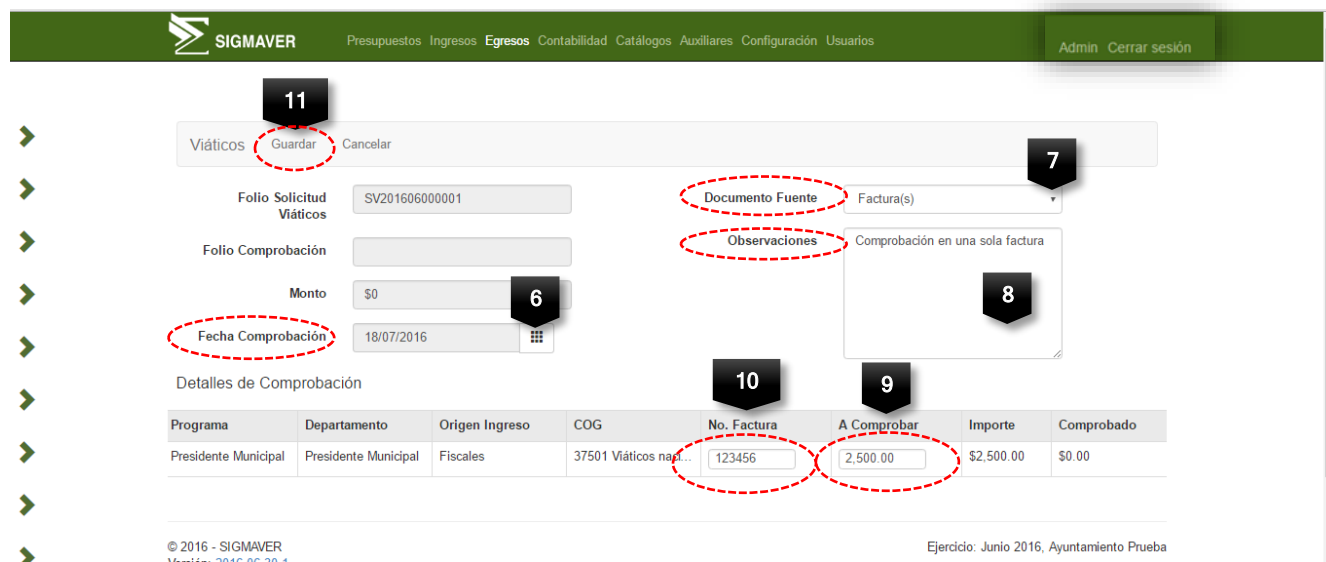 SIGMAVER Presupuestos Ingresos Egresos Contabilidad Catálogos Auxiliares Configuración Usuarios Admin Cerrar sesión
11
Viáticos Guardar Cancelar
7
Folio Solicitud Viáticos SV201606000001 Documento Fuente Factura(s)
Folio Comprobación Observaciones Comprobación en una sola factura
Monto $0 6 8
Fecha Comprobación 18/07/2016
Detalles de Comprobación 10 9
Programa Departamento Origen Ingreso COG No. Factura A Comprobar Importe Comprobado
Presidente Municipal Presidente Municipal Fiscales 37501 Viáticos naci... 123456 2,500.00 $2,500.00 $0.00
© 2016 - SIGMAVER Ejercicio: Junio 2016, Ayuntamiento Prueba